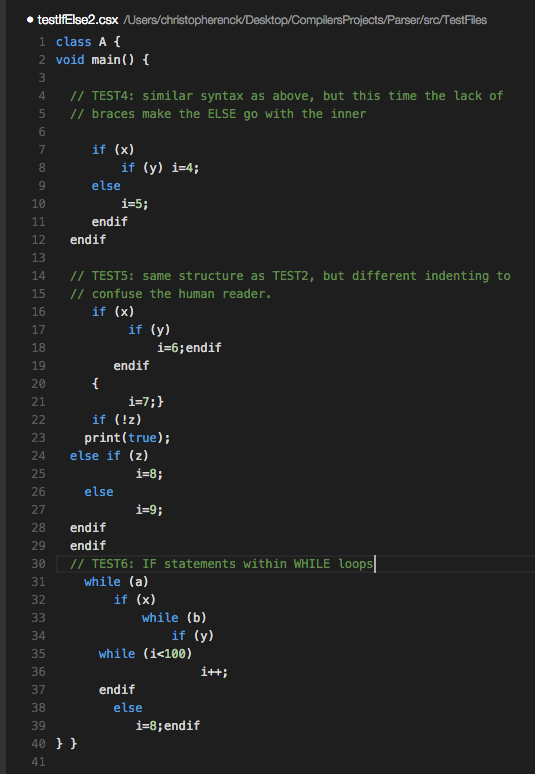 ● testIfElse2.csx /Users/christopherenck/Desktop/CompilersProjects/Parser/src/TestFiles
1 class A {
2 void main() {
3
4 // TEST4: similar syntax as above, but this time the lack of
5 // braces make the ELSE go with the inner
6
7 if (x)
8 if (y) i=4;
9 else
10 i=5;
11 endif
12 endif
13
14 // TEST5: same structure as TEST2, but different indenting to
15 // confuse the human reader.
16 if (x)
17 if (y)
18 i=6;endif
19 endif
20 {
21 i=7;}
22 if (!z)
23 print(true);
24 else if (z)
25 i=8;
26 else
27 i=9;
28 endif
29 endif
30 // TEST6: IF statements within WHILE loops
31 while (a)
32 if (x)
33 while (b)
34 if (y)
35 while (i<100)
36 i++;
37 endif
38 else
39 i=8;endif
40 } }
41